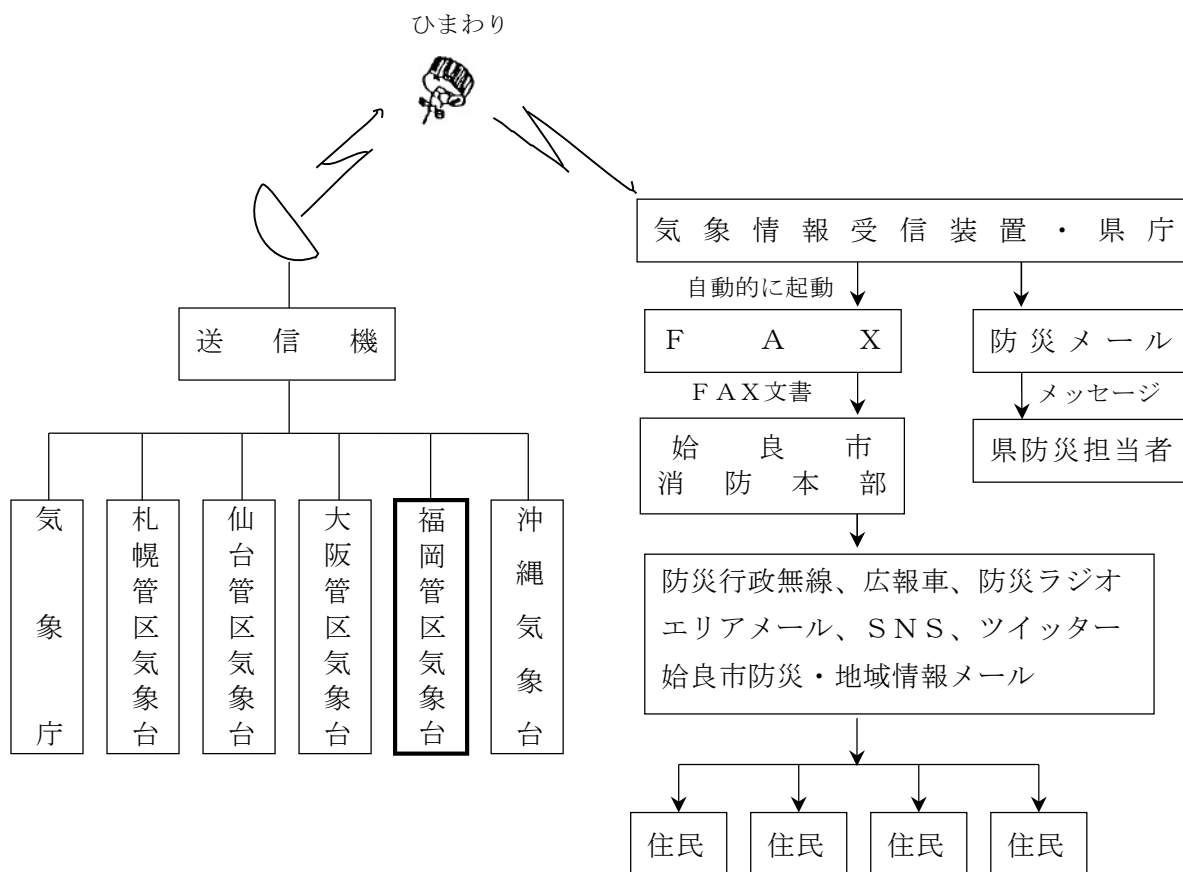 ひまわり
気象情報受信装置・県庁
自動的に起動
ＦＡＸ
防災メール
ＦＡＸ文書
メッセージ
姶良市
消防本部
県防災担当者
防災行政無線、広報車、防災ラジオ
エリアメール、ＳＮＳ、ツイッター
姶良市防災・地域情報メール
住民
住民
住民
住民
送信機
気象庁
札幌管区気象台
仙台管区気象台
大阪管区気象台
福岡管区気象台
沖縄気象台